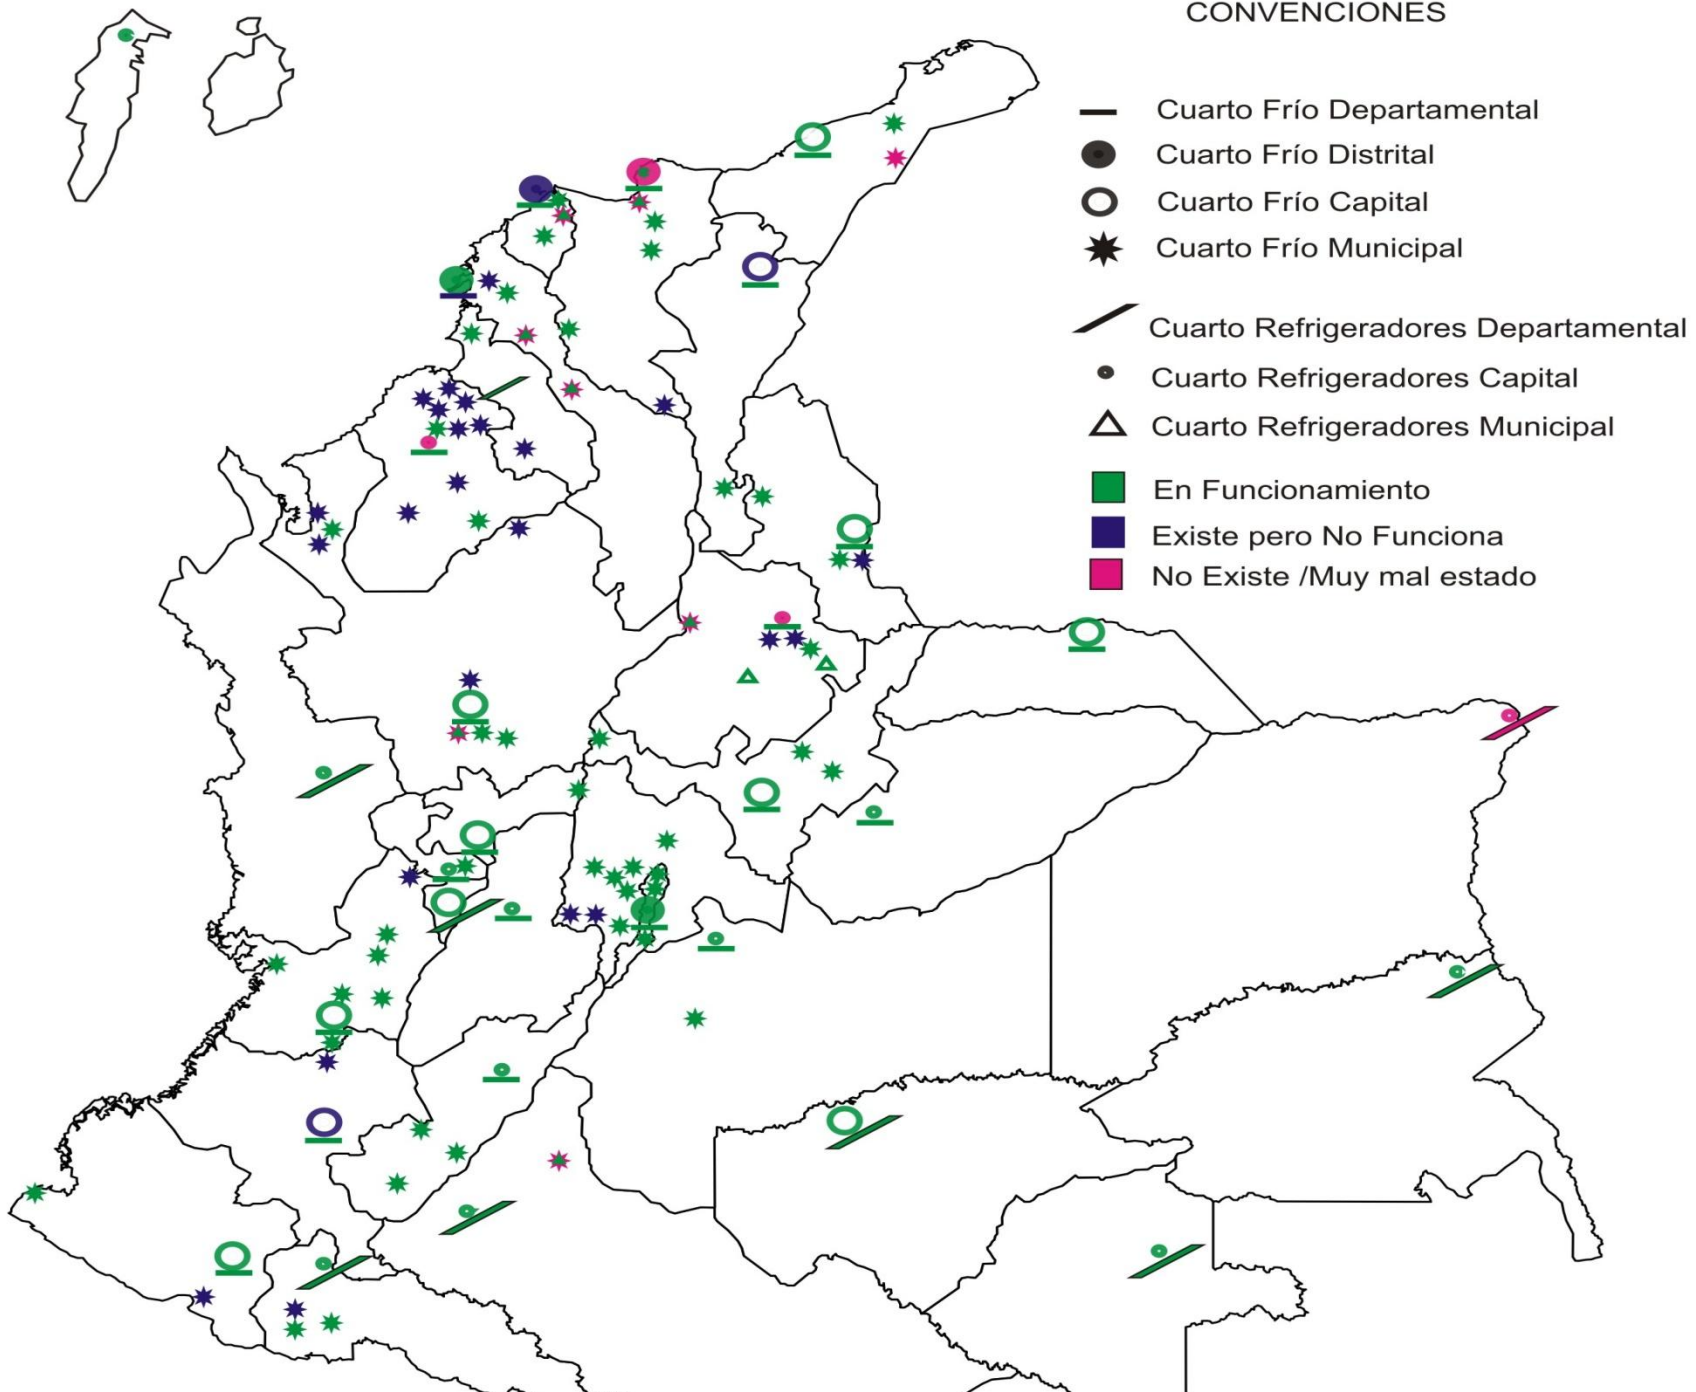 CONVENCIONES
Cuarto Frío Departamental
Cuarto Frío Distrital
Cuarto Frío Capital
Cuarto Frío Municipal
Cuarto Refrigeradores Departamental
Cuarto Refrigeradores Capital
Cuarto Refrigeradores Municipal
En Funcionamiento
Existe pero No Funciona
No Existe /Muy mal estado